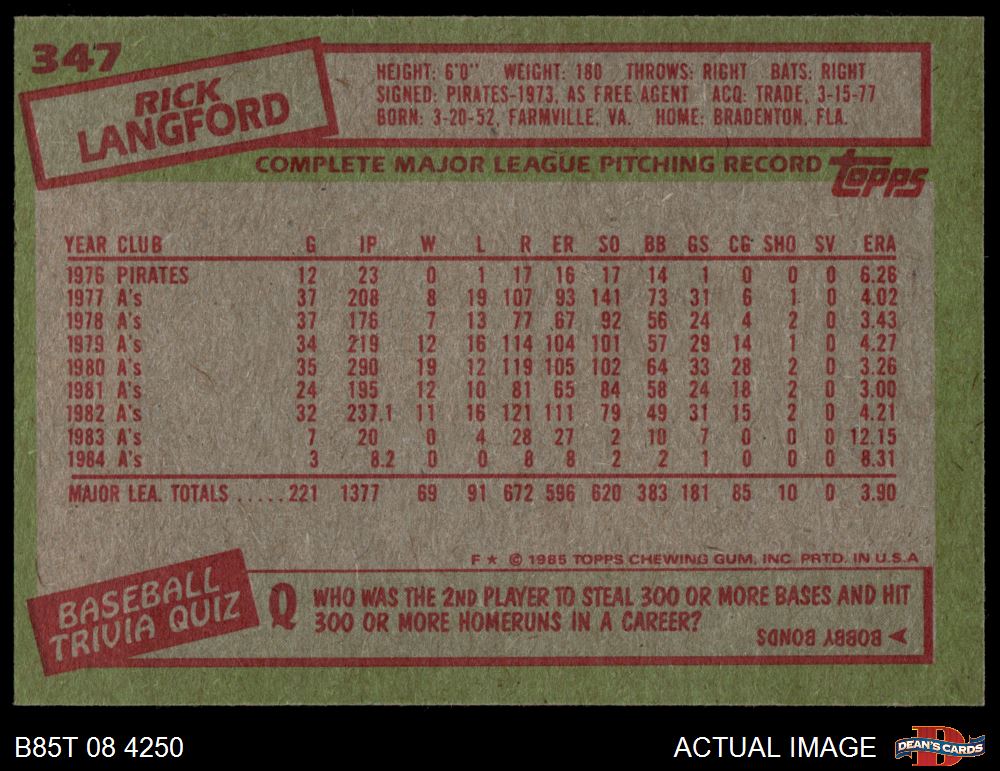 347
RICK
LANGFORD
HEIGHT: 6'0" WEIGHT: 180 THROWS: RIGHT BATS: RIGHT
SIGNED: PIRATES-1973, AS FREE AGENT ACQ: TRADE, 3-15-77
BORN: 3-20-52, FARMVILLE, VA. HOME: BRADENTON, FLA.
COMPLETE MAJOR LEAGUE PITCHING RECORD
TOPPS
YEAR CLUB G IP W L R ER SO BB GS CG SHO SV ERA
1976 PIRATES 12 23 0 1 17 16 17 14 1 0 0 0 6.26
1977 A's 37 208 8 19 107 93 141 73 31 6 1 0 4.02
1978 A's 37 176 7 13 77 67 92 56 24 4 2 0 3.43
1979 A's 34 219 12 16 114 104 101 57 29 14 1 0 4.27
1980 A's 35 290 19 12 119 105 102 64 33 28 2 0 3.26
1981 A's 24 195 12 10 81 65 84 58 24 18 2 0 3.00
1982 A's 32 237.1 11 16 121 111 79 49 31 15 2 0 4.21
1983 A's 7 20 0 4 28 27 2 10 7 0 0 0 12.15
1984 A's 3 8.2 0 0 8 8 2 2 1 0 0 0 8.31
MAJOR LEA. TOTALS.....221 1377 69 91 672 596 620 383 181 85 10 0 3.90
F ★ © 1985 TOPPS CHEWING GUM, INC. PRTD. IN U.S.A
BASEBALL
TRIVIA QUIZ
Q WHO WAS THE 2ND PLAYER TO STEAL 300 OR MORE BASES AND HIT
300 OR MORE HOMERUNS IN A CAREER?
BOBBY BONDS
B85T 08 4250
ACTUAL IMAGE
DEAN'S CARDS